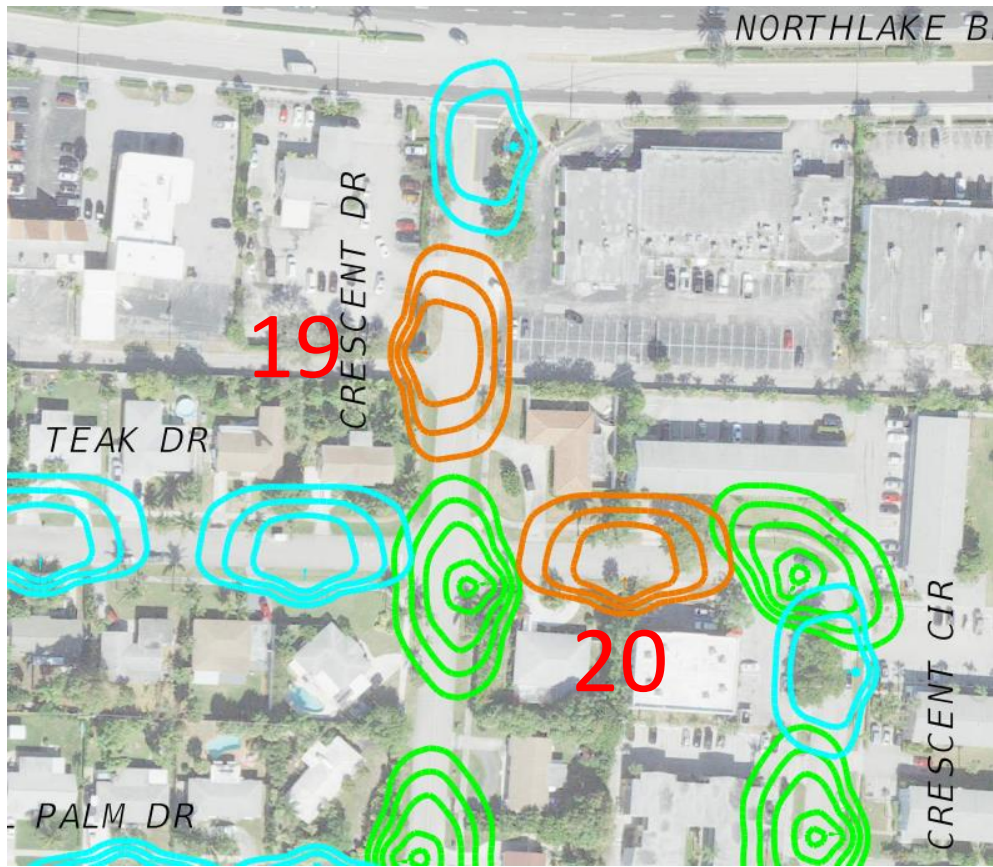 NORTHLAKE B
CRESCENT DR
19
TEAK DR
20
CRESCENT CIR
PALM DR